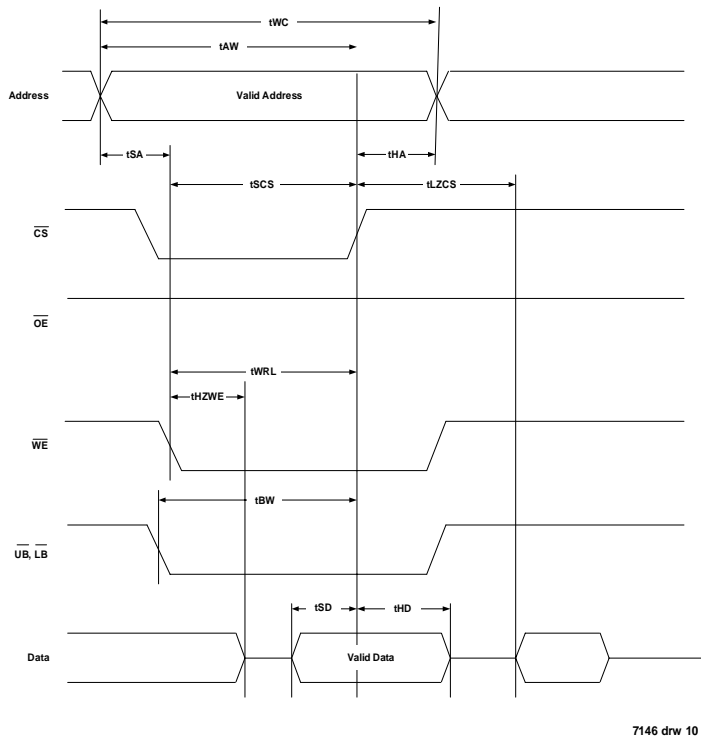 tWC
tAW
Address
Valid Address
tSA
tHA
tSCS
tLZCS
CS
OE
tWRL
tHZWE
WE
tBW
UB, LB
tSD
tHD
Data
Valid Data
7146 drw 10